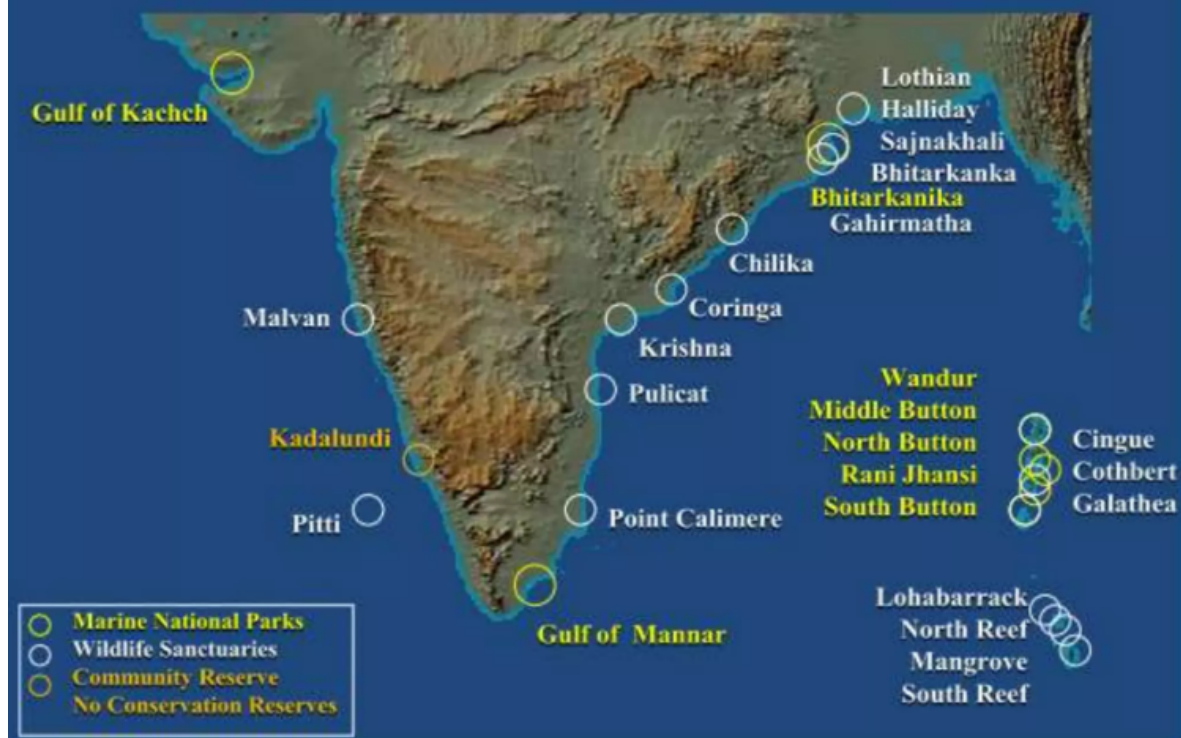 Gulf of Kachch
Lothian
Halliday
Sajnakhali
Bhitarkanka
Bhitarkanika
Gahirmatha
Chilika
Coringa
Krishna
Malvan
Pulicat
Kadalundi
Pitti
Point Calimere
Gulf of Mannar
Wandur
Middle Button
North Button
Rani Jhansi
South Button
Cingue
Cothbert
Galathea
Lohabarrack
North Reef
Mangrove
South Reef
Marine National Parks
Wildlife Sanctuaries
Community Reserve
No Conservation Reserves